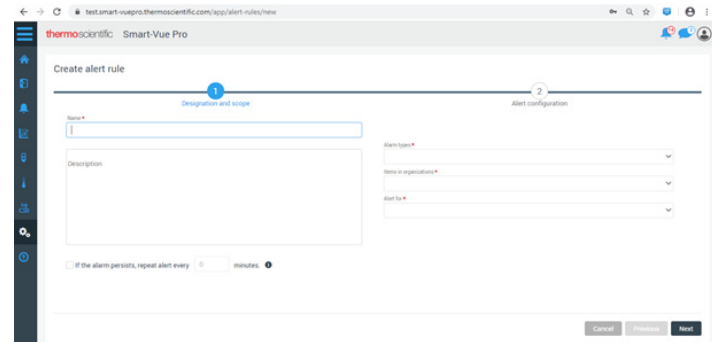 test.smart-vuepro.thermoscientific.com/app/alert-rules/new
thermoscientific Smart-Vue Pro
Create alert rule
1
2
Designation and scope
Alert configuration
Name *
Description
Alarm types *
Items in organizations *
Alert for *
If the alarm persists, repeat alert every 0 minutes.
Cancel Previous Next